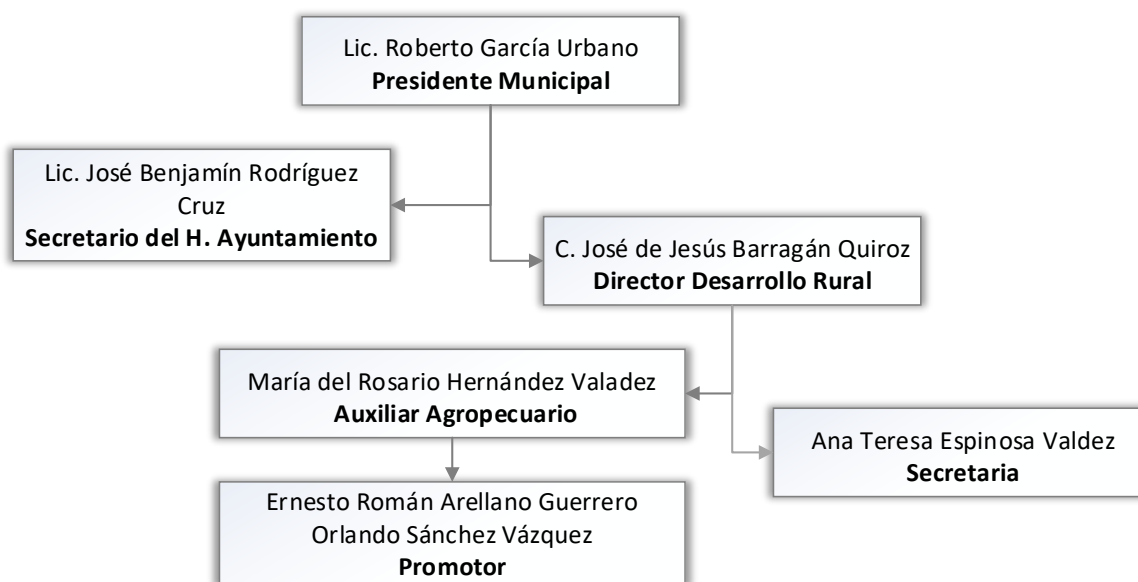 Lic. Roberto García Urbano
Presidente Municipal
Lic. José Benjamín Rodríguez
Cruz
Secretario del H. Ayuntamiento
C. José de Jesús Barragán Quiroz
Director Desarrollo Rural
María del Rosario Hernández Valadez
Auxiliar Agropecuario
Ana Teresa Espinosa Valdez
Secretaria
Ernesto Román Arellano Guerrero
Orlando Sánchez Vázquez
Promotor